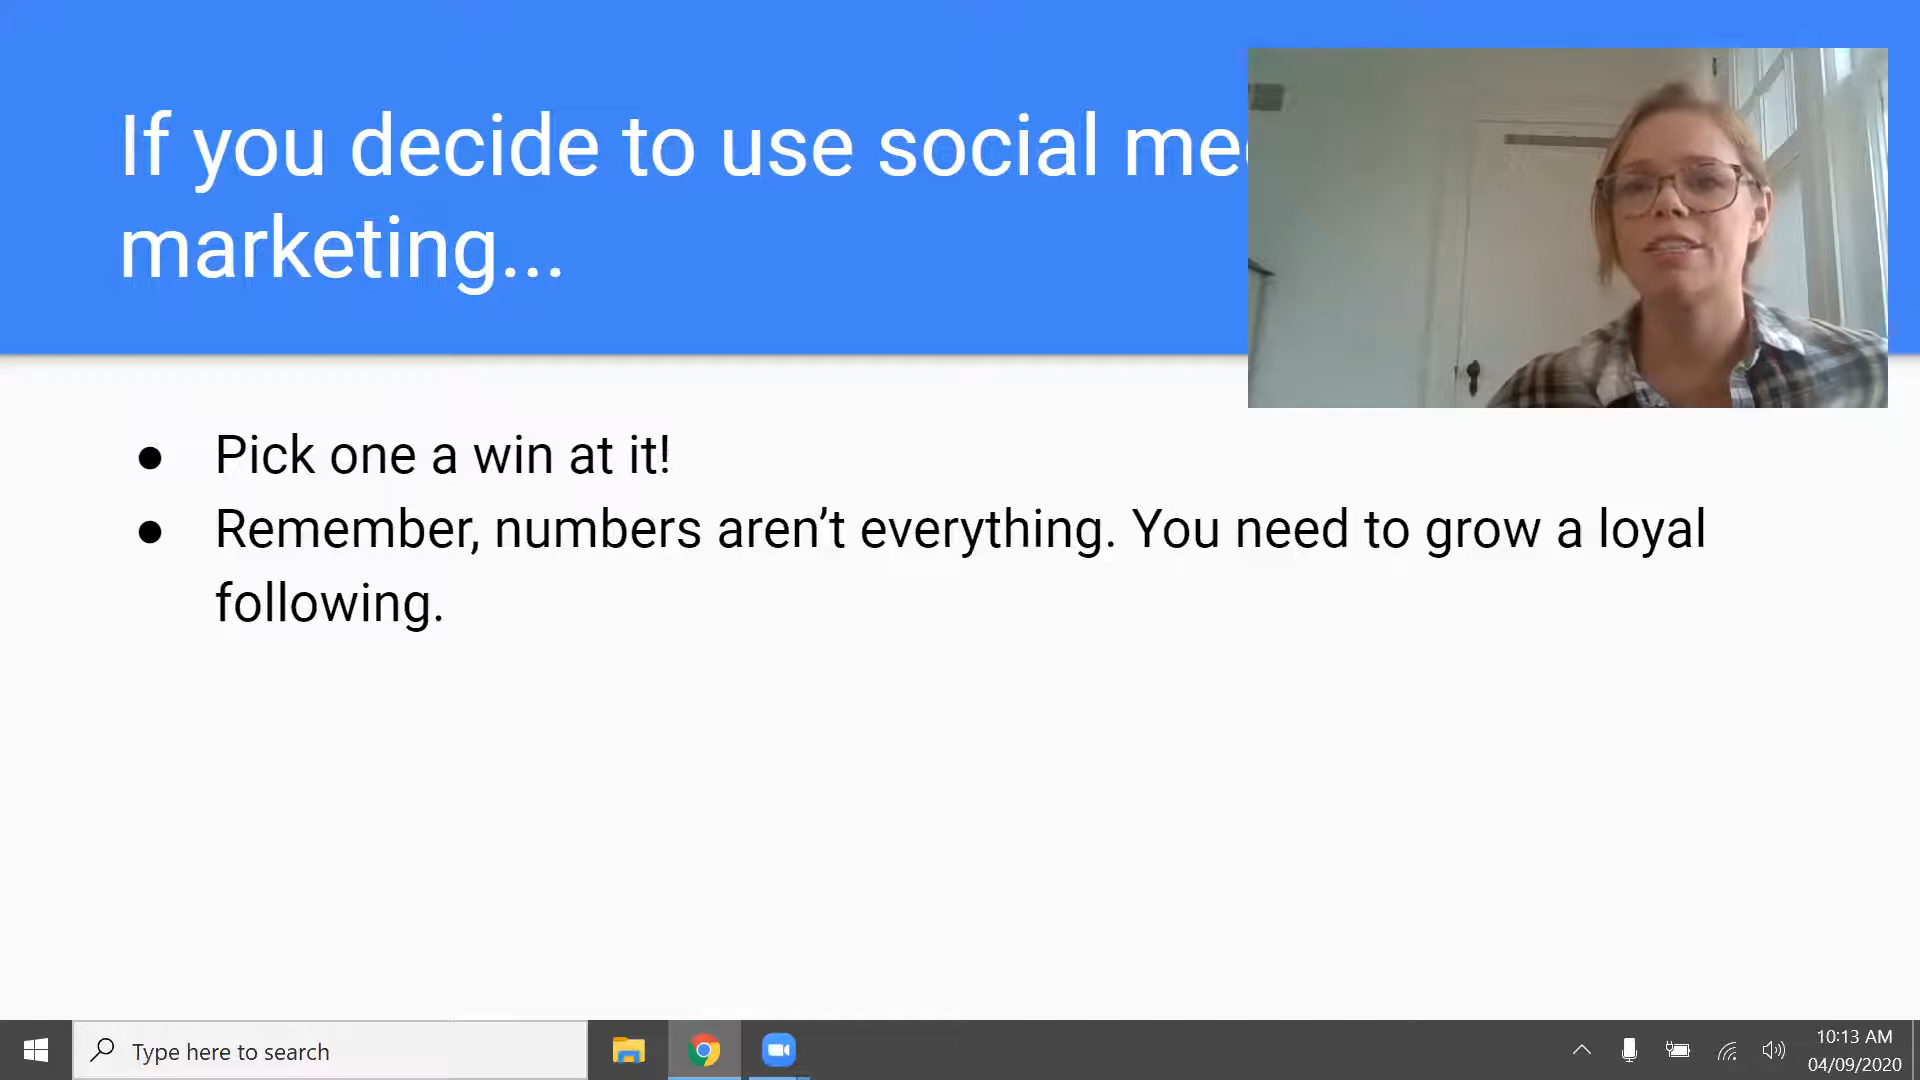 If you decide to use social me
marketing...
● Pick one a win at it!
● Remember, numbers aren’t everything. You need to grow a loyal
following.
Type here to search
10:13 AM
04/09/2020